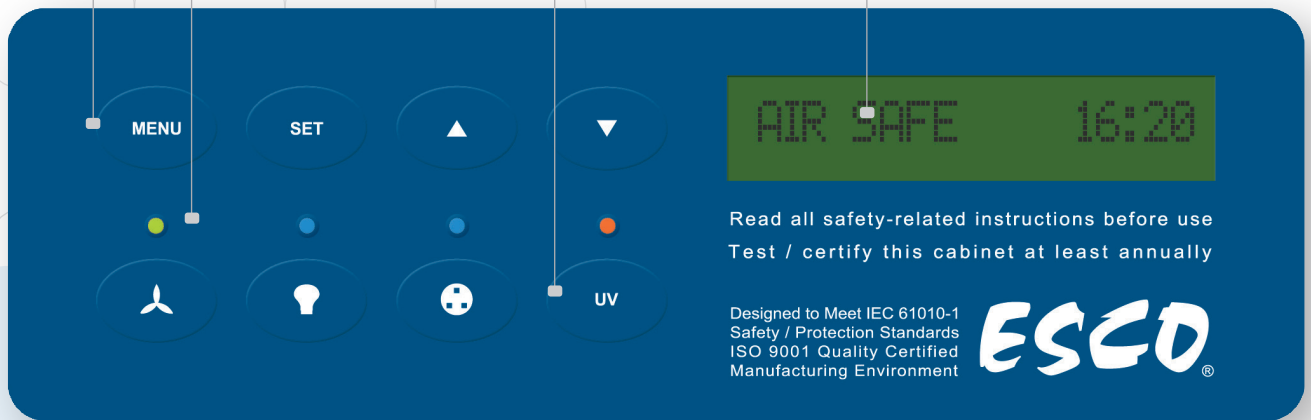 MENU SET
UV
AIR SAFE 16:20
Read all safety-related instructions before use
Test / certify this cabinet at least annually
Designed to Meet IEC 61010-1
Safety / Protection Standards
ISO 9001 Quality Certified
Manufacturing Environment
ESCO®